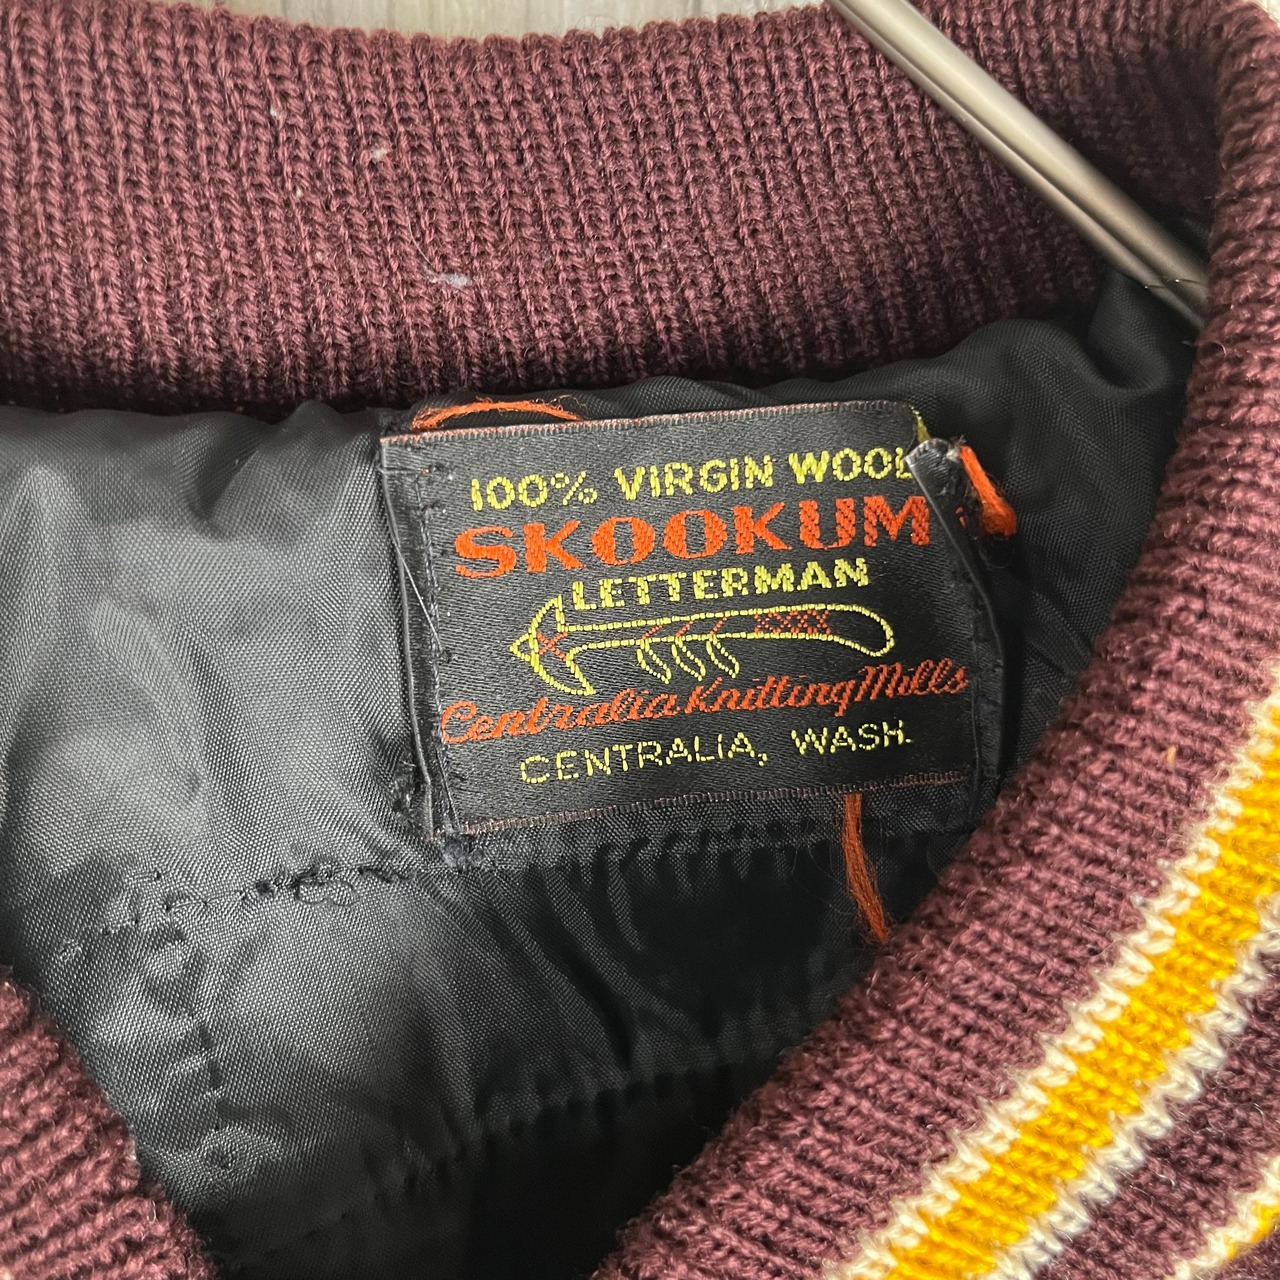 100% VIRGIN WOOL
SKOOKUM
LETTERMAN
Centralia Knitting Mills
CENTRALIA, WASH.